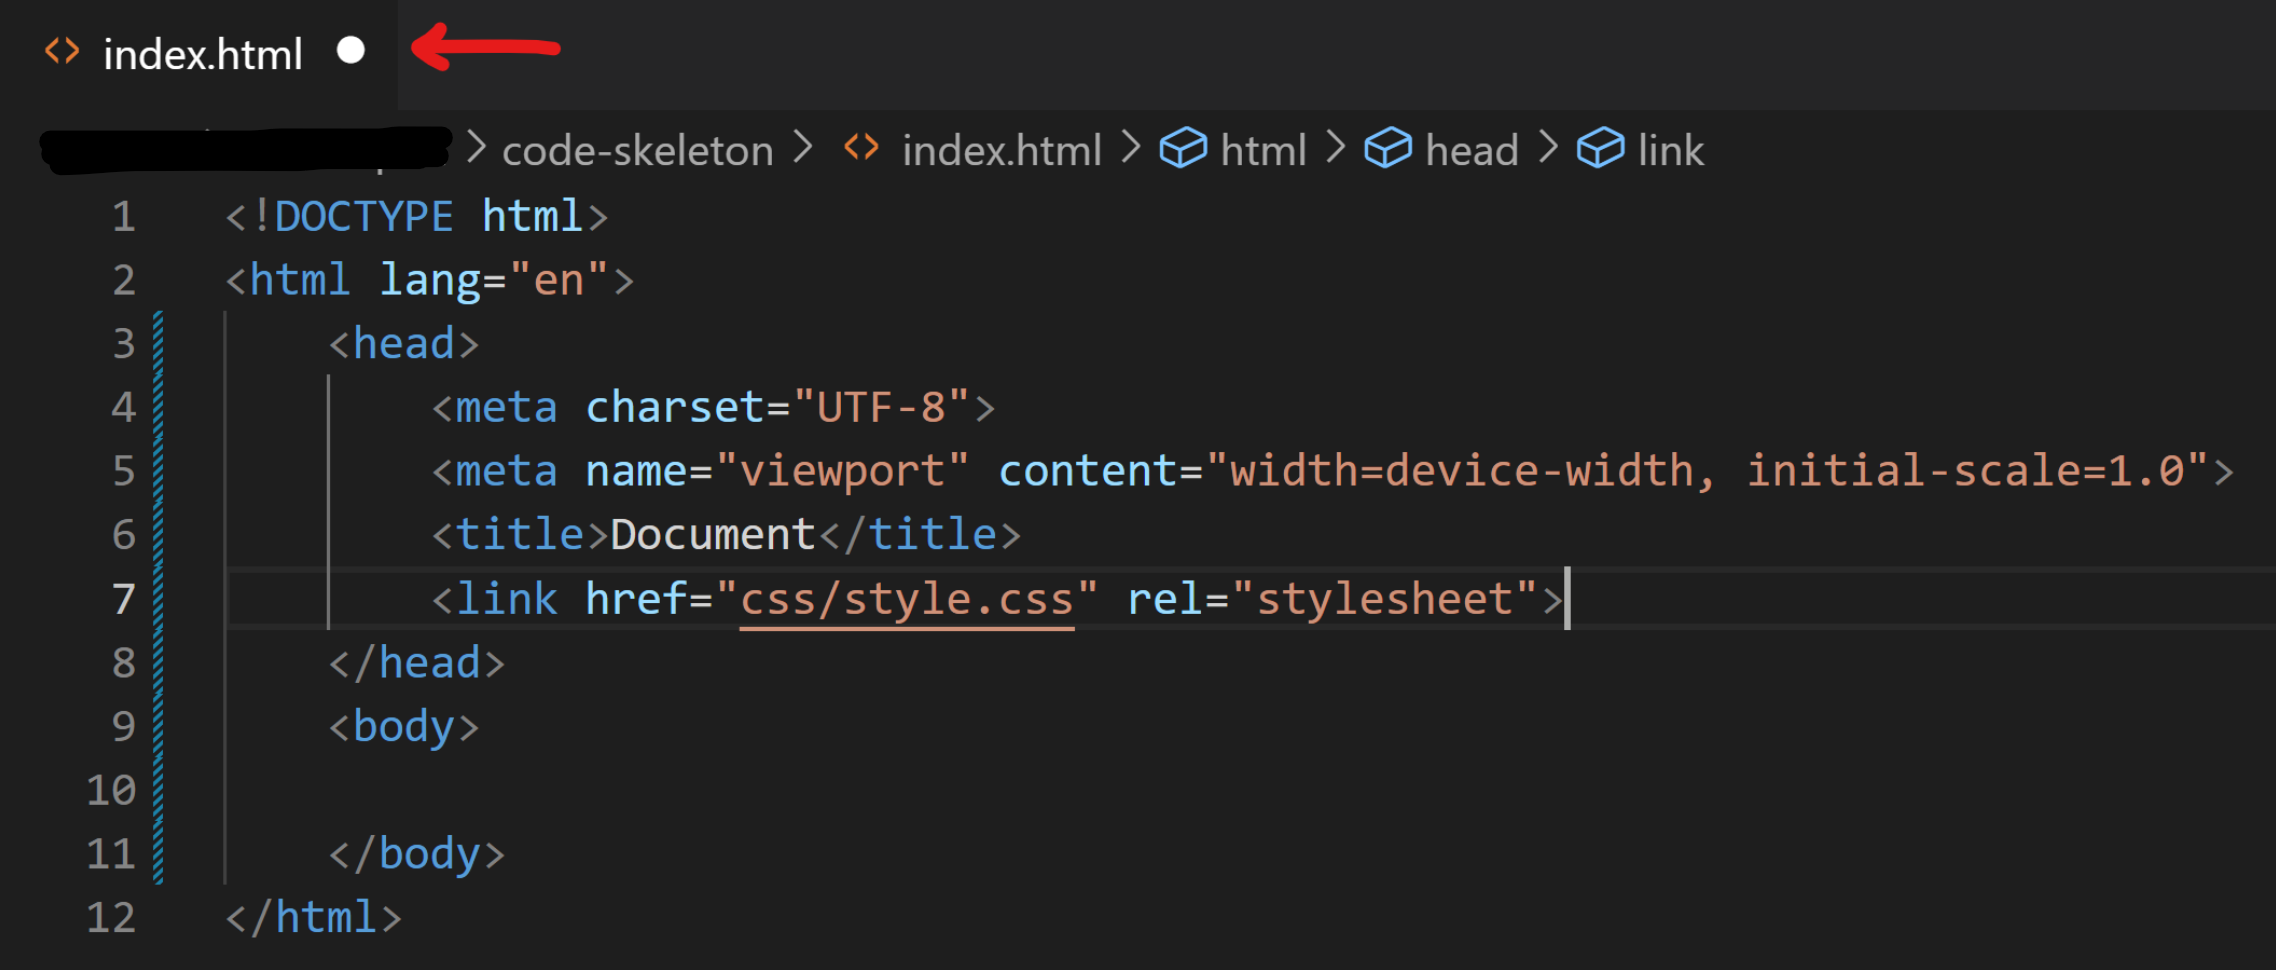 index.html
> code-skeleton > <> index.html > html > head > link
1 <!DOCTYPE html>
2 <html lang="en">
3     <head>
4         <meta charset="UTF-8">
5         <meta name="viewport" content="width=device-width, initial-scale=1.0">
6         <title>Document</title>
7         <link href="css/style.css" rel="stylesheet">
8     </head>
9     <body>
10
11     </body>
12 </html>